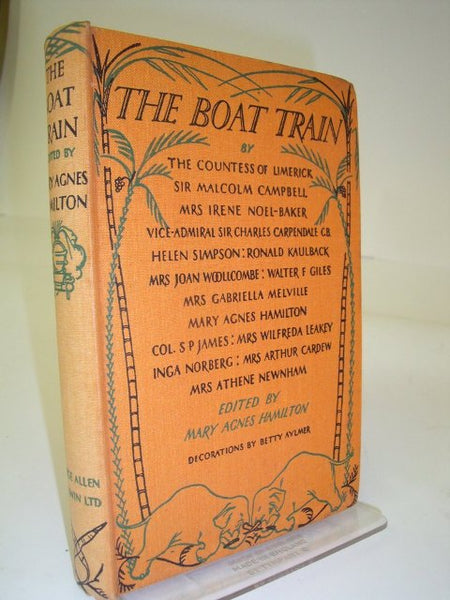 THE
BOAT
TRAIN
EDITED BY
MARY AGNES
HAMILTON
ALLEN
LTD
THE BOAT TRAIN
BY
THE COUNTESS OF LIMERICK
SIR MALCOLM CAMPBELL
MRS IRENE NOEL-BAKER
VICE-ADMIRAL SIR CHARLES CARPENDALE C.B.
HELEN SIMPSON: RONALD KAULBACK
MRS JOAN WOOLLCOMBE: WALTER F GILES
MRS GABRIELLA MELVILLE
MARY AGNES HAMILTON
COL. S P JAMES: MRS WILFREDA LEAKEY
INGA NORBERG: MRS ARTHUR CARDEW
MRS ATHENE NEWNHAM
EDITED BY
MARY AGNES HAMILTON
DECORATIONS BY BETTY AYLMER